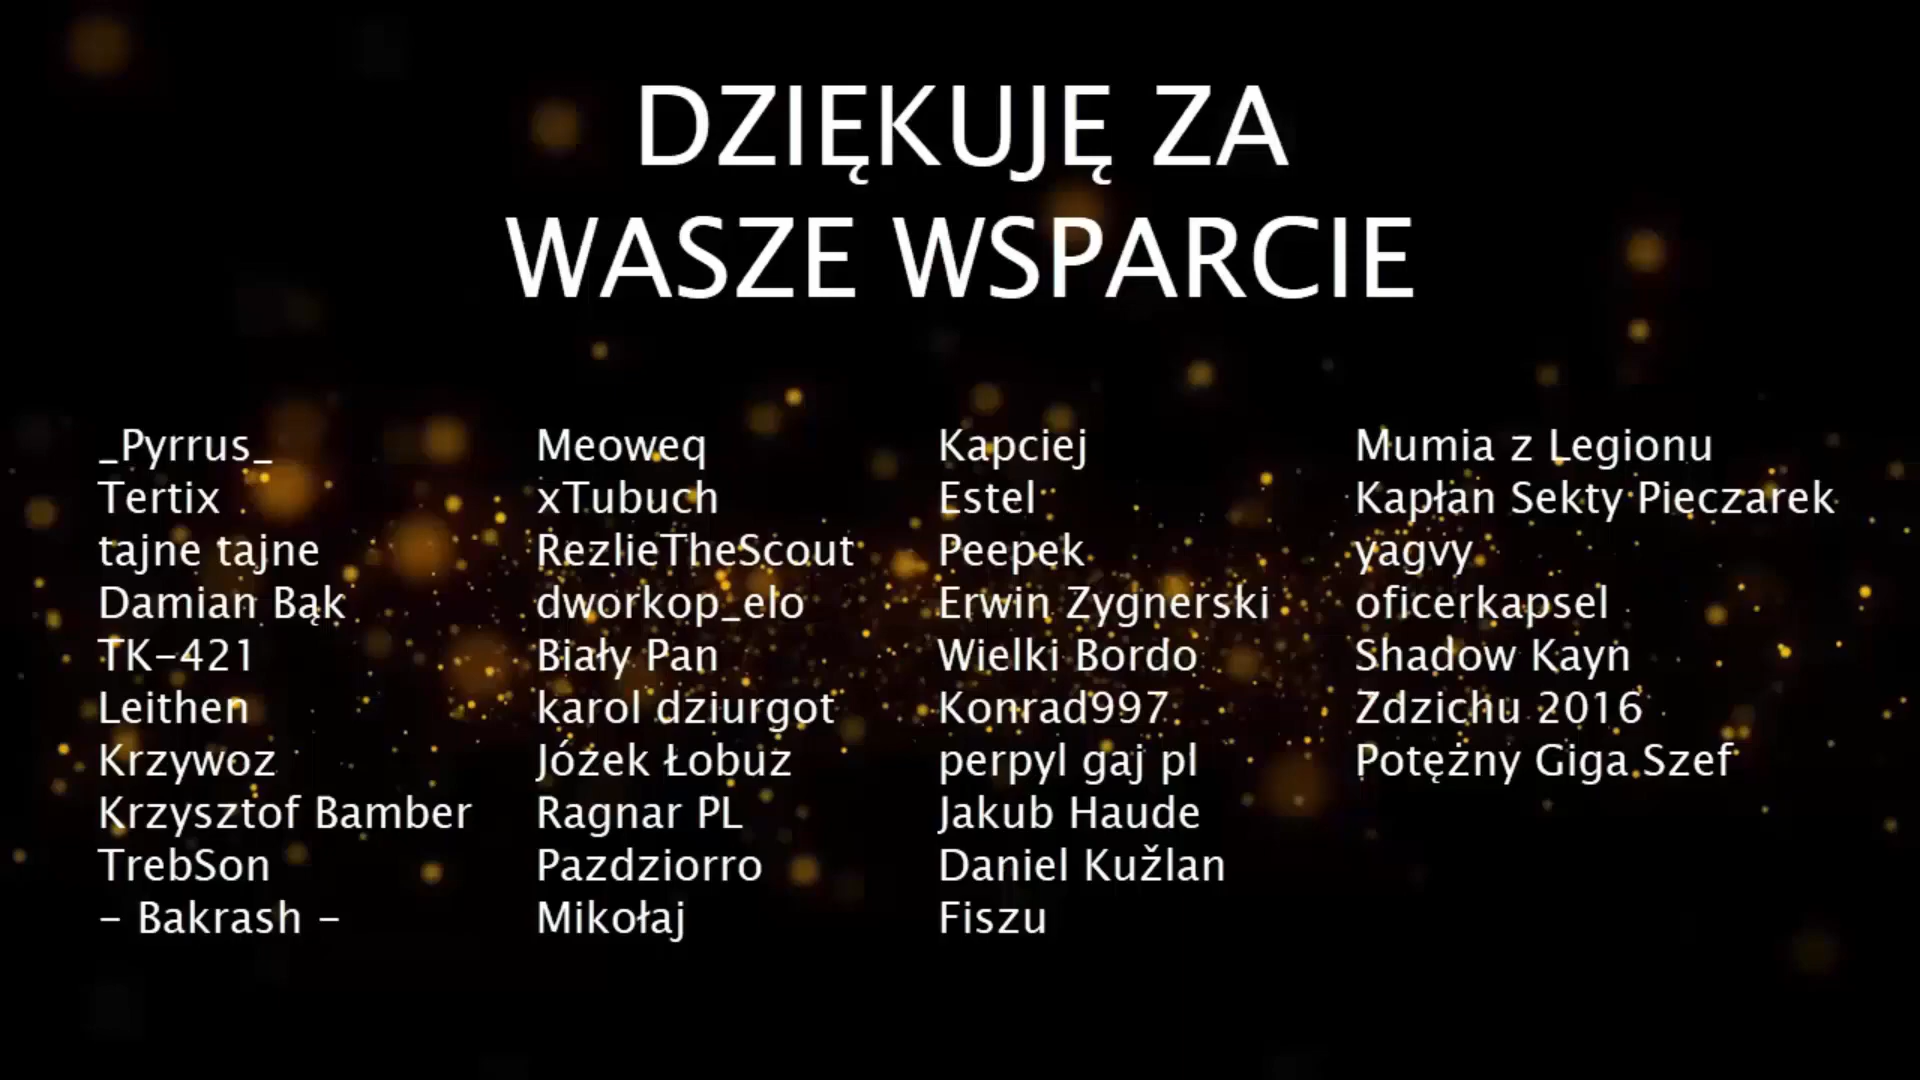 DZIĘKUJĘ ZA
WASZE WSPARCIE
_Pyrrus_
Tertix
tajne tajne
Damian Bąk
TK-421
Leithen
Krzywoz
Krzysztof Bamber
TrebSon
- Bakrash -
Meoweq
xTubuch
RezlieTheScout
dworkop_elo
Biały Pan
karol dziurgot
Józek Łobuz
Ragnar PL
Pazdziorro
Mikołaj
Kapciej
Estel
Peepek
Erwin Zygnerski
Wielki Bordo
Konrad997
perpyl gaj pl
Jakub Haude
Daniel Kužlan
Fiszu
Mumia z Legionu
Kapłan Sekty Pieczarek
yagvy
oficerkapsel
Shadow Kayn
Zdzichu 2016
Potężny Giga Szef